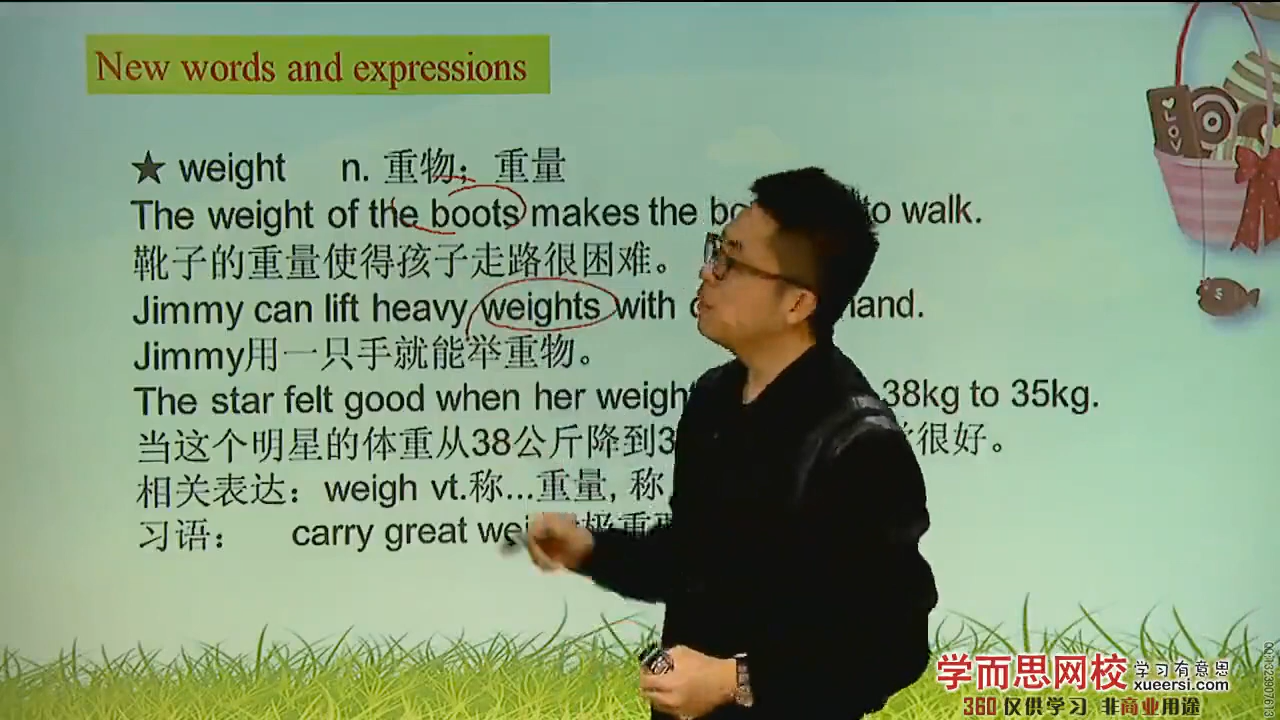 New words and expressions
★ weight n. 重物；重量
The weight of the boots makes the bo to walk.
靴子的重量使得孩子走路很困难。
Jimmy can lift heavy weights with hand.
Jimmy用一只手就能举重物。
The star felt good when her weight 38kg to 35kg.
当这个明星的体重从38公斤降到3 很好。
相关表达：weigh vt.称...重量, 称
习语： carry great wei 极重要
LOVE
学而思网校 学习有意思
xueersi.com
360 仅供学习 非商业用途